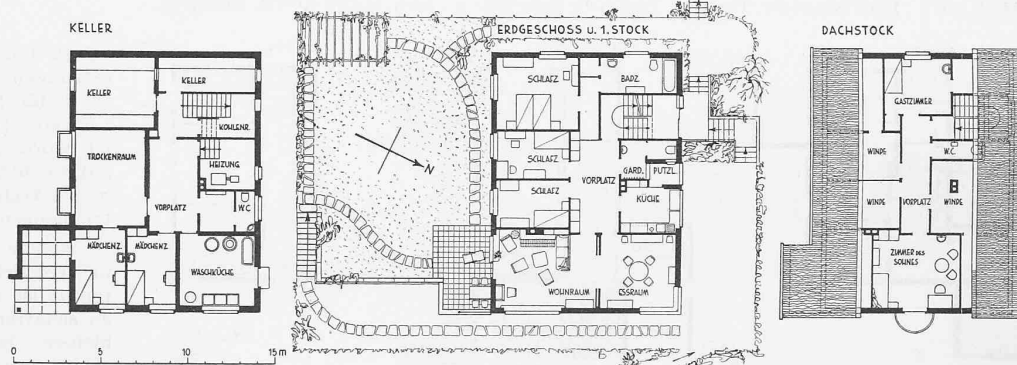 KELLER
KELLER
KELLER
KOHLENR.
TROCKENRAUM
HEIZUNG
VORPLATZ
W.C
MÄDCHENZ.
MÄDCHENZ.
WASCHKÜCHE
0 5 10 15 m
ERDGESCHOSS u. 1. STOCK
SCHLAFZ
BADZ.
SCHLAFZ
SCHLAFZ
VORPLATZ
GARD.
PUTZL.
KÜCHE
WOHNRAUM
ESSRAUM
N
DACHSTOCK
GASTZIMMER
WINDE
W.C.
WINDE
VORPLATZ
WINDE
ZIMMER DES
SOHNES